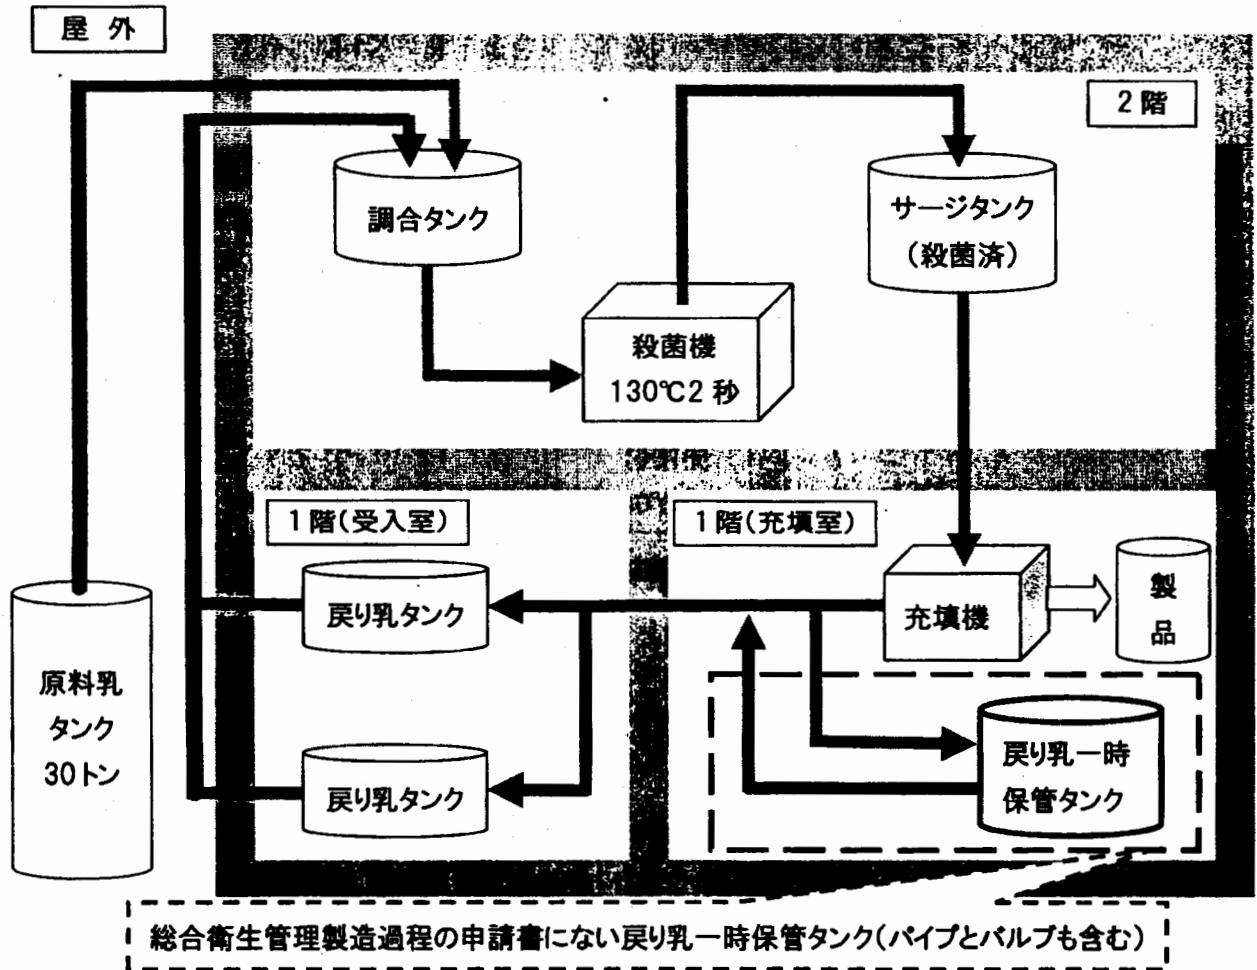 屋 外
2階
調合タンク
サージタンク
(殺菌済)
殺菌機
130℃2秒
1階(受入室)
1階(充填室)
戻り乳タンク
充填機
製
品
原料乳
タンク
30トン
戻り乳タンク
戻り乳一時
保管タンク
総合衛生管理製造過程の申請書にない戻り乳一時保管タンク(パイプとバルブも含む)